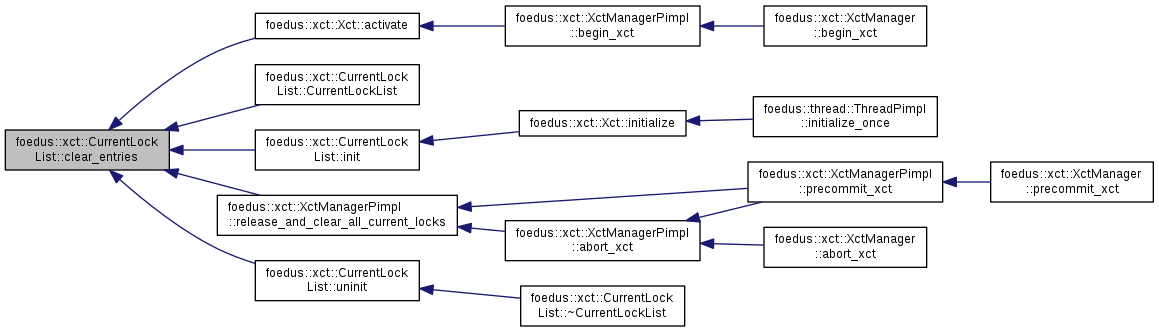 foedus::xct::CurrentLock
List::clear_entries
foedus::xct::Xct::activate
foedus::xct::XctManagerPimpl
::begin_xct
foedus::xct::XctManager
::begin_xct
foedus::xct::CurrentLock
List::CurrentLockList
foedus::xct::CurrentLock
List::init
foedus::xct::Xct::initialize
foedus::thread::ThreadPimpl
::initialize_once
foedus::xct::XctManagerPimpl
::release_and_clear_all_current_locks
foedus::xct::XctManagerPimpl
::precommit_xct
foedus::xct::XctManager
::precommit_xct
foedus::xct::XctManagerPimpl
::abort_xct
foedus::xct::XctManager
::abort_xct
foedus::xct::CurrentLock
List::uninit
foedus::xct::CurrentLock
List::~CurrentLockList